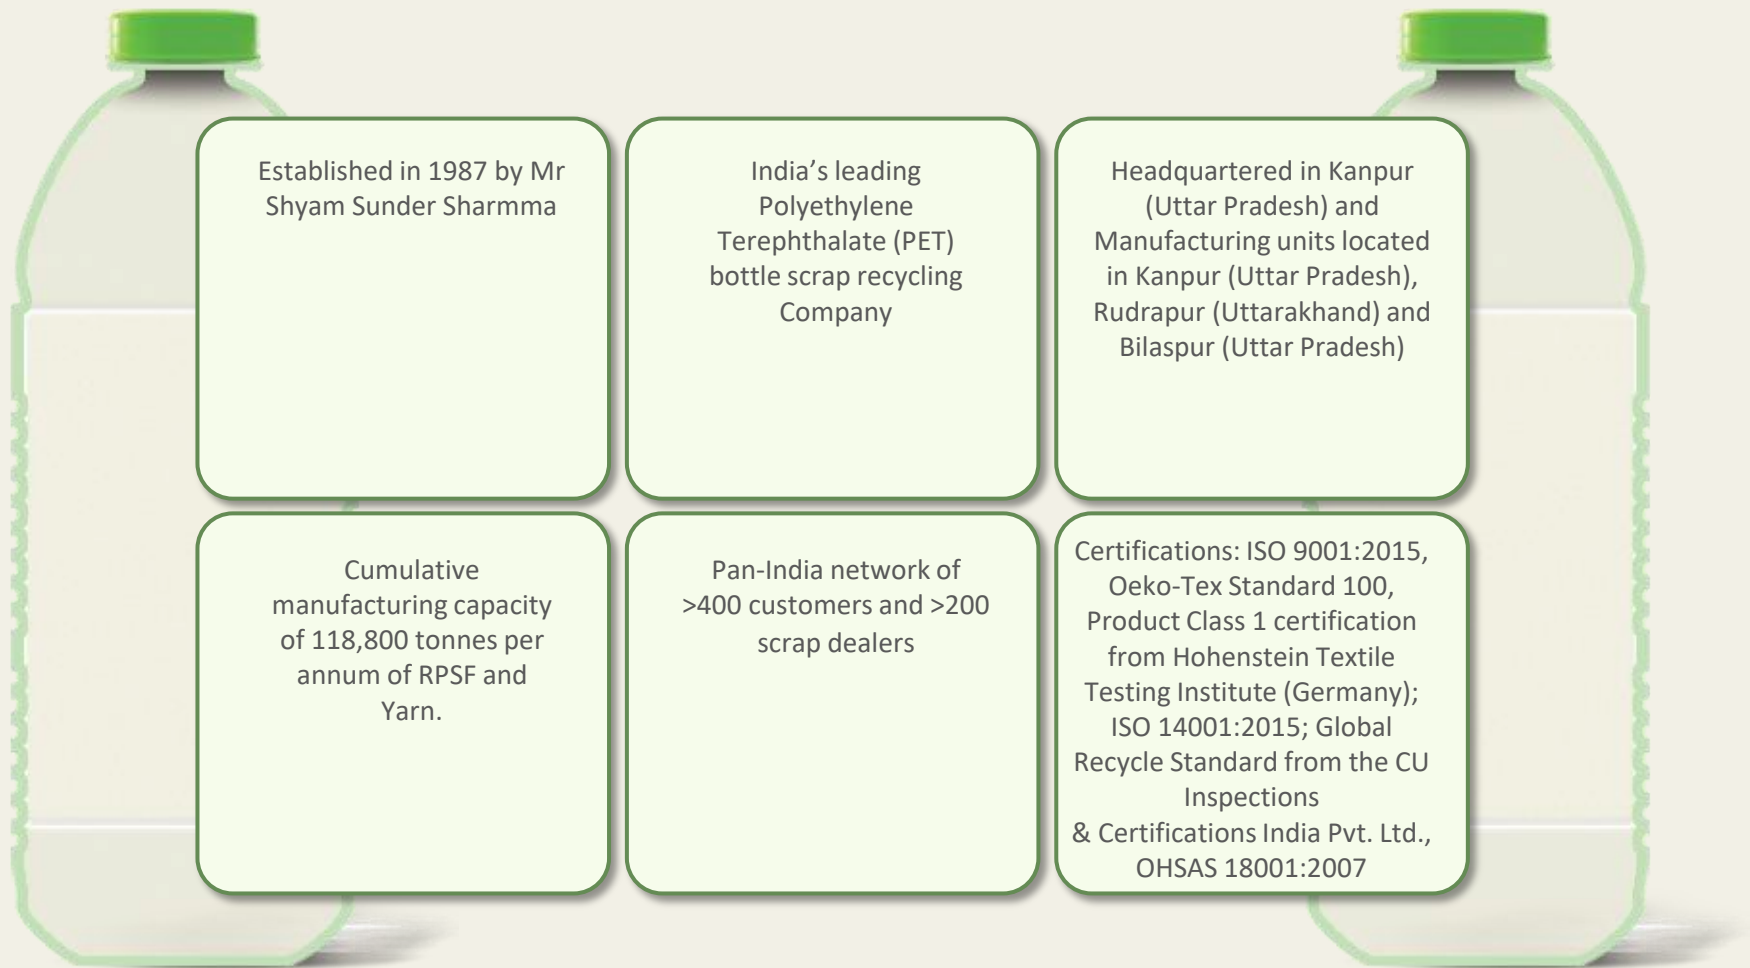 Established in 1987 by Mr
Shyam Sunder Sharmma
India’s leading
Polyethylene
Terephthalate (PET)
bottle scrap recycling
Company
Headquartered in Kanpur
(Uttar Pradesh) and
Manufacturing units located
in Kanpur (Uttar Pradesh),
Rudrapur (Uttarakhand) and
Bilaspur (Uttar Pradesh)
Cumulative
manufacturing capacity
of 118,800 tonnes per
annum of RPSF and
Yarn.
Pan-India network of
>400 customers and >200
scrap dealers
Certifications: ISO 9001:2015,
Oeko-Tex Standard 100,
Product Class 1 certification
from Hohenstein Textile
Testing Institute (Germany);
ISO 14001:2015; Global
Recycle Standard from the CU
Inspections
& Certifications India Pvt. Ltd.,
OHSAS 18001:2007